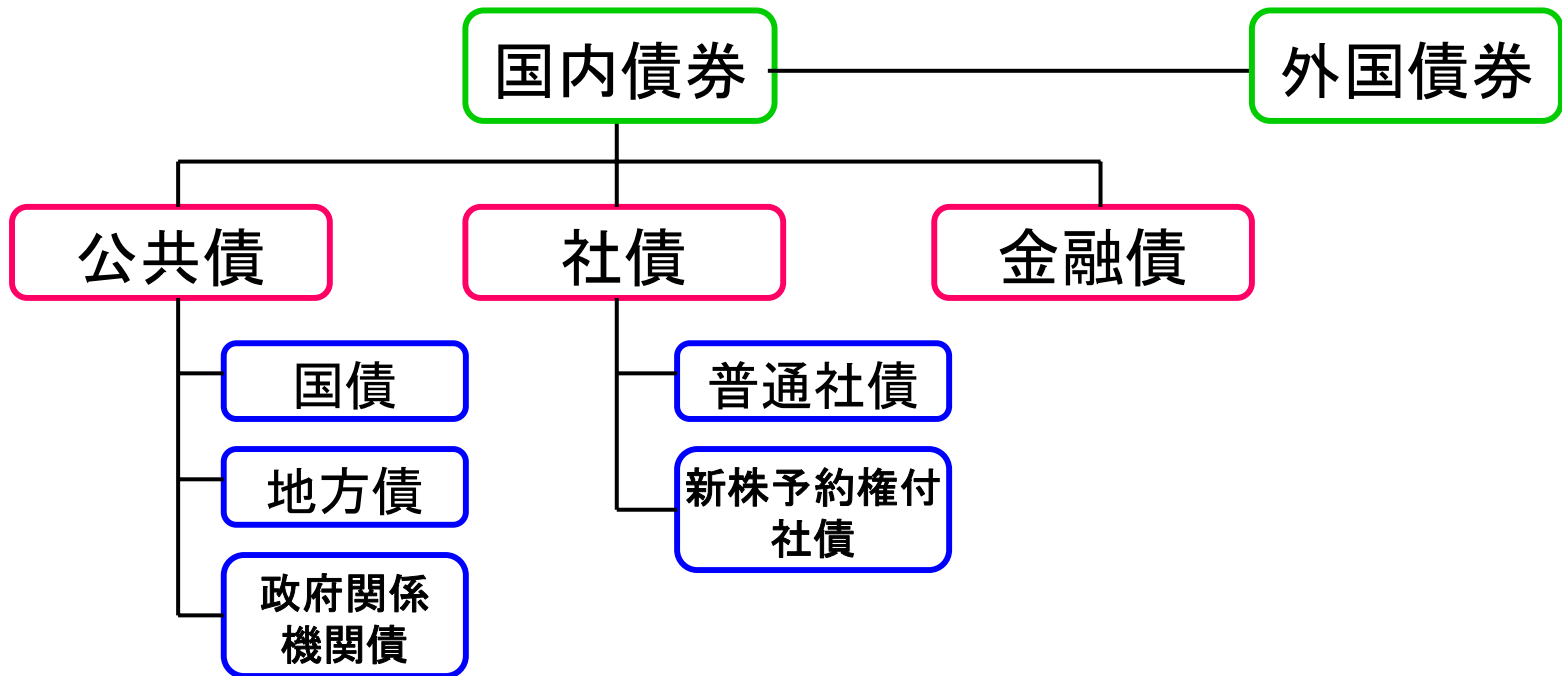 国内債券
外国債券
公共債
社債
金融債
国債
地方債
政府関係
機関債
普通社債
新株予約権付
社債